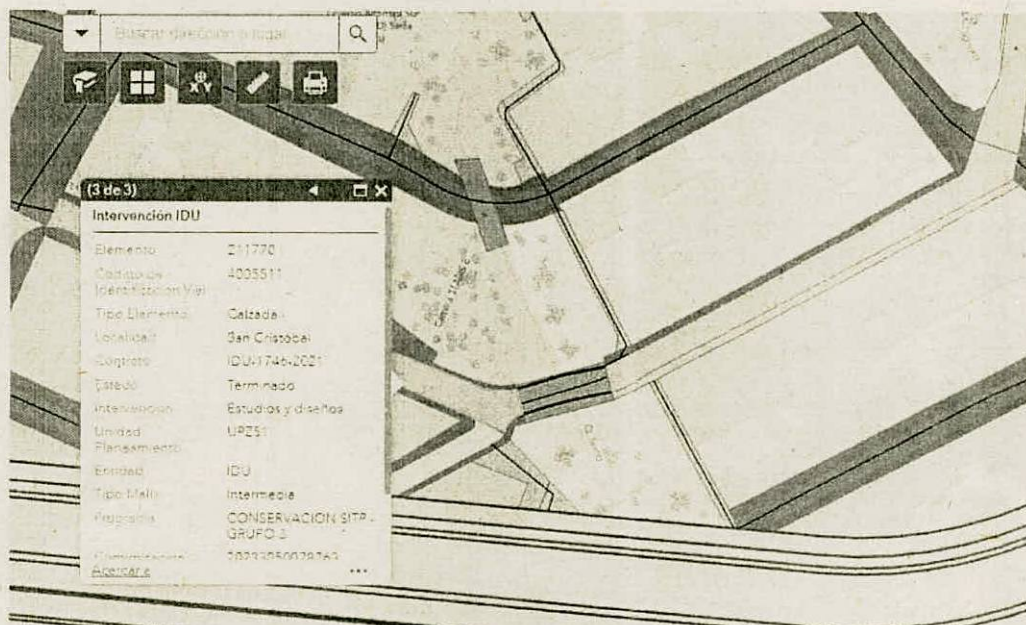 Buscar dirección o lugar
(3 de 3)
Intervención IDU
Elemento 211770
Código de Identificación Vial 4005511
Tipo Elemento Calzada
Localidad San Cristobal
Contrato IDU-1746-2021
Estado Terminado
Intervención Estudios y diseños
Unidad Planeamiento UPZ51
Entidad IDU
Tipo Malla Intermedia
Programa CONSERVACION SITP - GRUPO 3
Acercar a